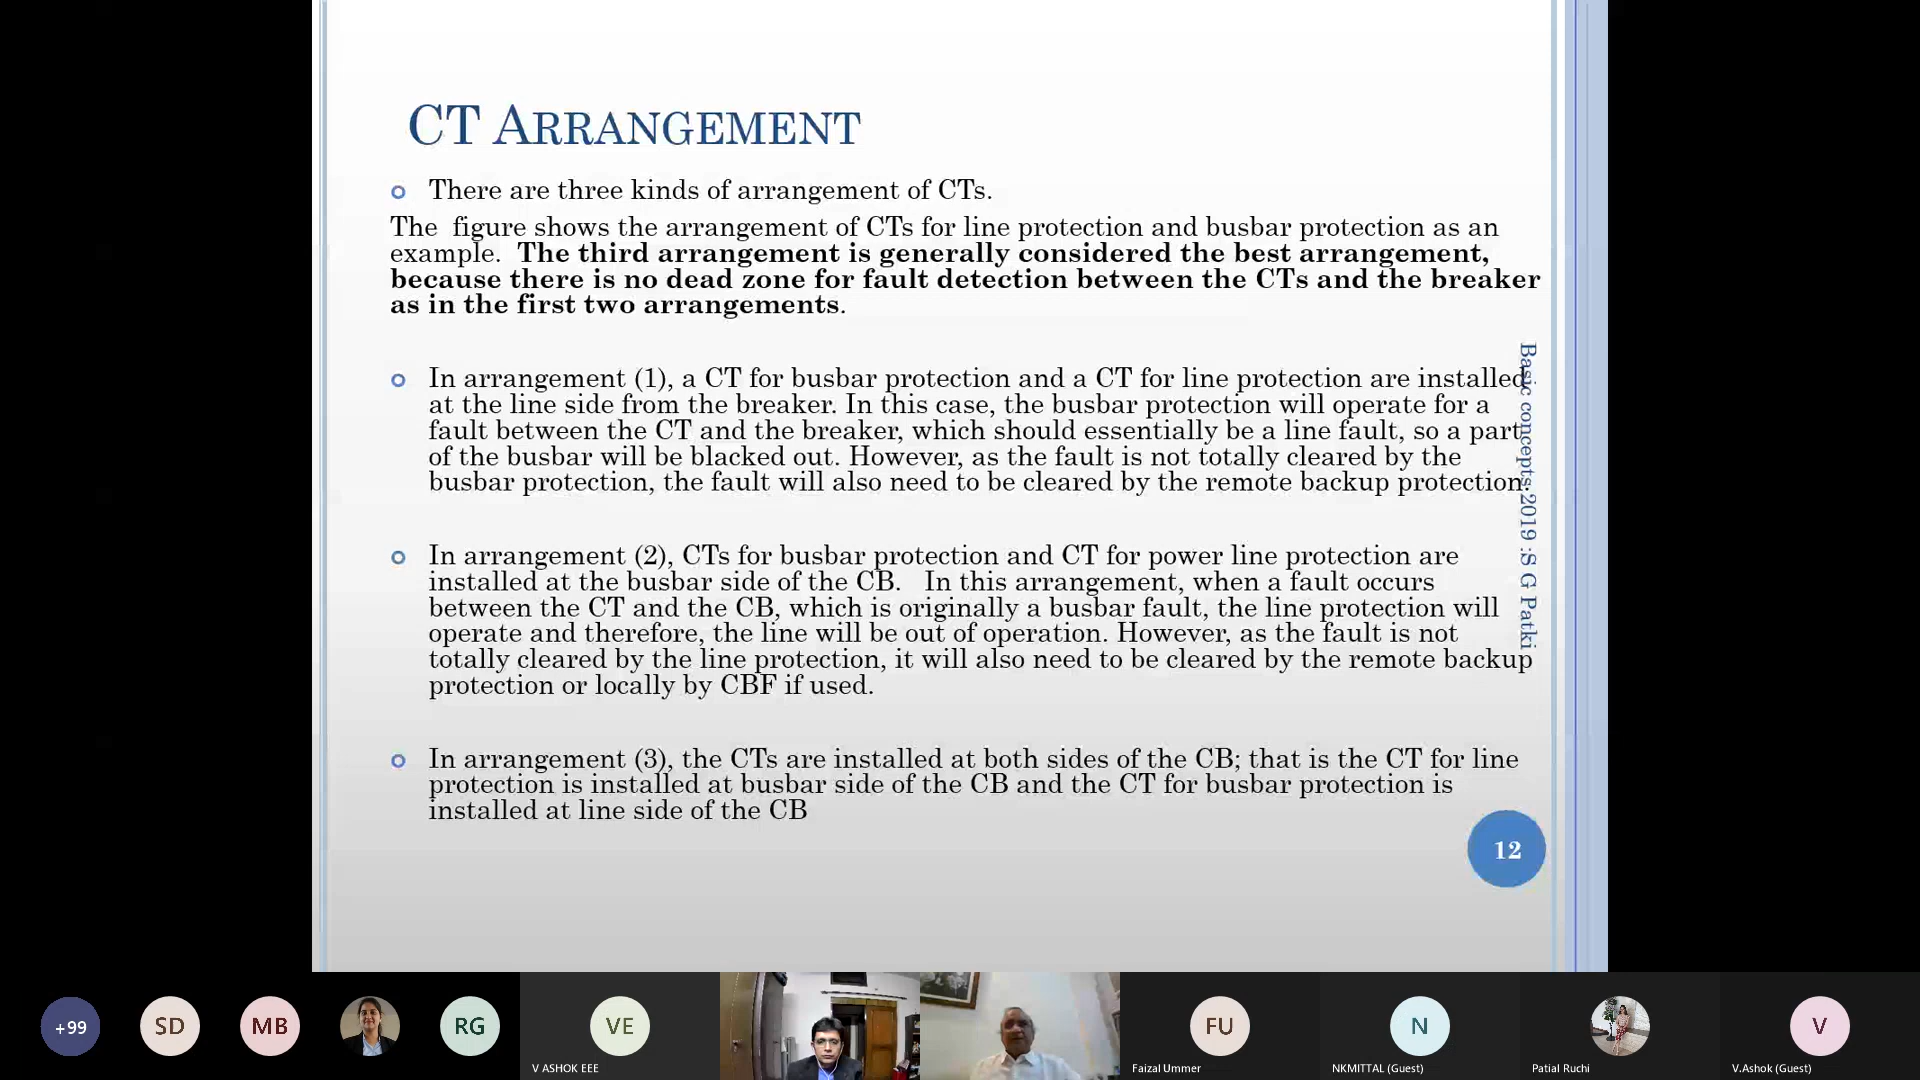 CT ARRANGEMENT
There are three kinds of arrangement of CTs.
The figure shows the arrangement of CTs for line protection and busbar protection as an
example. The third arrangement is generally considered the best arrangement,
because there is no dead zone for fault detection between the CTs and the breaker
as in the first two arrangements.
In arrangement (1), a CT for busbar protection and a CT for line protection are installed
at the line side from the breaker. In this case, the busbar protection will operate for a
fault between the CT and the breaker, which should essentially be a line fault, so a part
of the busbar will be blacked out. However, as the fault is not totally cleared by the
busbar protection, the fault will also need to be cleared by the remote backup protection.
In arrangement (2), CTs for busbar protection and CT for power line protection are
installed at the busbar side of the CB. In this arrangement, when a fault occurs
between the CT and the CB, which is originally a busbar fault, the line protection will
operate and therefore, the line will be out of operation. However, as the fault is not
totally cleared by the line protection, it will also need to be cleared by the remote backup
protection or locally by CBF if used.
In arrangement (3), the CTs are installed at both sides of the CB; that is the CT for line
protection is installed at busbar side of the CB and the CT for busbar protection is
installed at line side of the CB
Basic concepts 2019 :S G Patki
12
+99
SD
MB
RG
VE
V ASHOK EEE
FU
Faizal Ummer
N
NKMITTAL (Guest)
Patial Ruchi
V
V.Ashok (Guest)